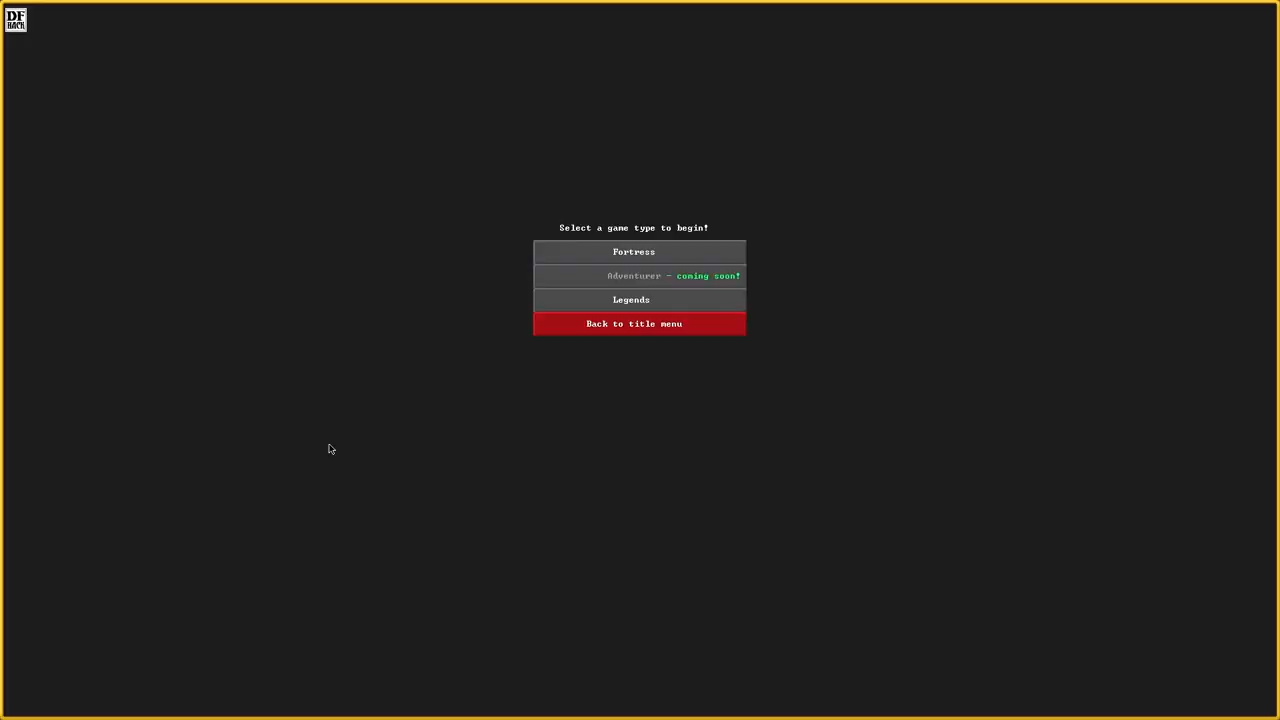 DF
HACK
Select a game type to begin!
Fortress
Adventurer - coming soon!
Legends
Back to title menu